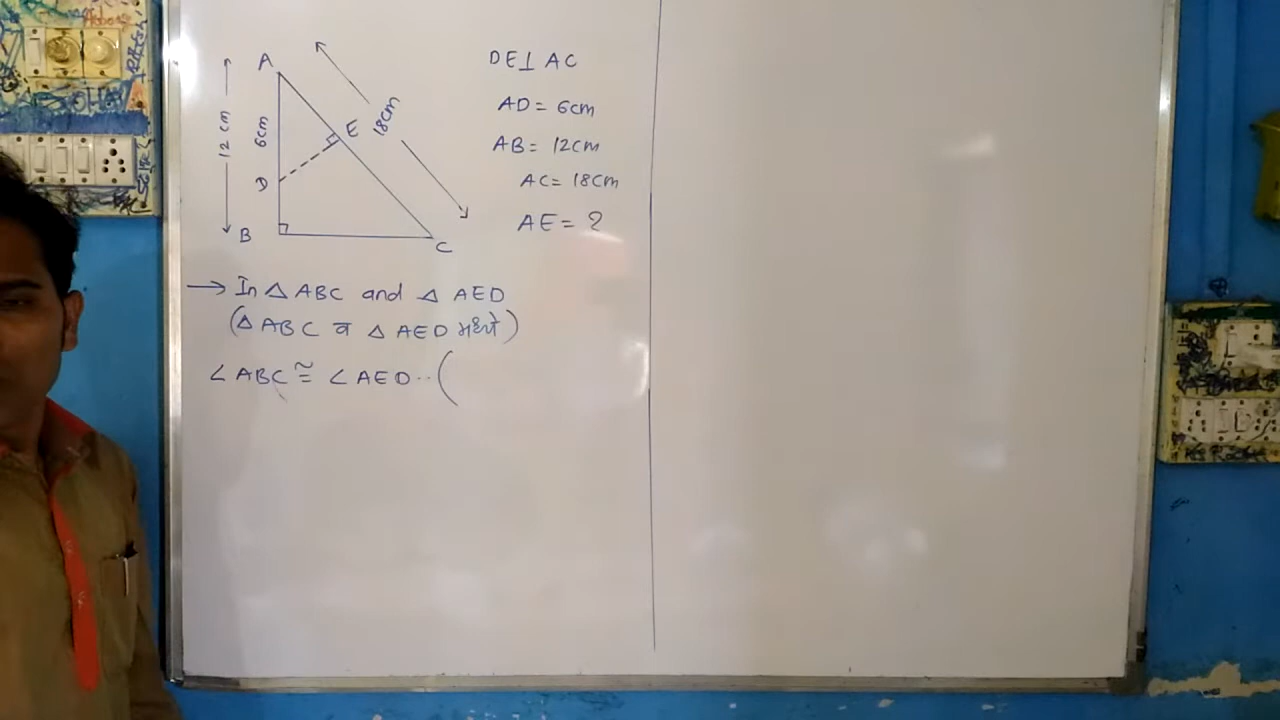 A
12 cm
6cm
18cm
E
D
B
C
DE⊥ AC
AD = 6cm
AB = 12cm
AC = 18cm
AE = ?
→ In △ ABC and △ AED
(△ ABC व △ AED मध्ये)
∠ ABC ≅ ∠ AED .. (